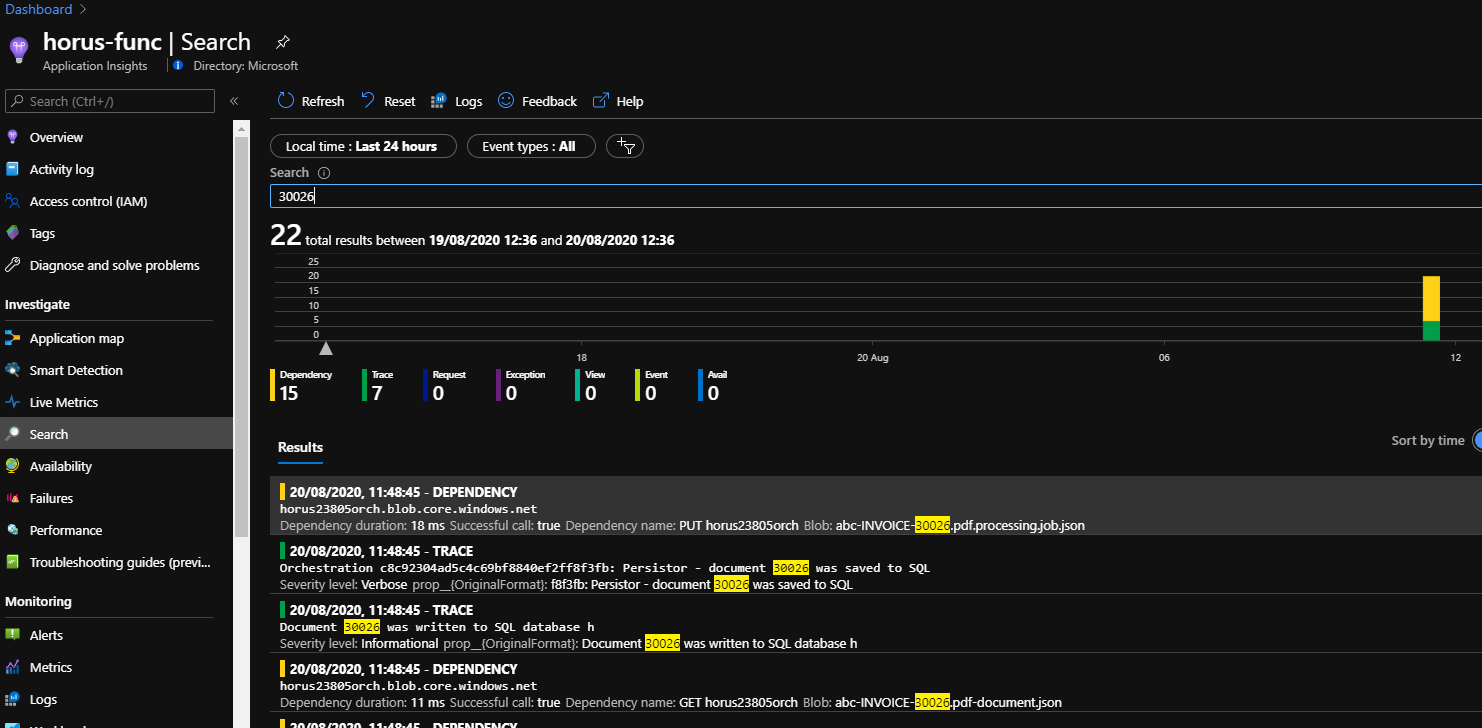 Dashboard >
horus-func | Search
Application Insights
Directory: Microsoft
Search (Ctrl+/)
«
Overview
Activity log
Access control (IAM)
Tags
Diagnose and solve problems
Investigate
Application map
Smart Detection
Live Metrics
Search
Availability
Failures
Performance
Troubleshooting guides (previ...
Monitoring
Alerts
Metrics
Logs
Refresh
Reset
Logs
Feedback
Help
Local time : Last 24 hours
Event types : All
Search
30026
22 total results between 19/08/2020 12:36 and 20/08/2020 12:36
25
20
15
10
5
0
18
20 Aug
06
12
Dependency
15
Trace
7
Request
0
Exception
0
View
0
Event
0
Avail
0
Results
Sort by time
20/08/2020, 11:48:45 - DEPENDENCY
horus23805orch.blob.core.windows.net
Dependency duration: 18 ms Successful call: true Dependency name: PUT horus23805orch Blob: abc-INVOICE-30026.pdf.processing.job.json
20/08/2020, 11:48:45 - TRACE
Orchestration c8c92304ad5c4c69bf8840ef2ff8f3fb: Persistor - document 30026 was saved to SQL
Severity level: Verbose prop__{OriginalFormat}: f8f3fb: Persistor - document 30026 was saved to SQL
20/08/2020, 11:48:45 - TRACE
Document 30026 was written to SQL database h
Severity level: Informational prop__{OriginalFormat}: Document 30026 was written to SQL database h
20/08/2020, 11:48:45 - DEPENDENCY
horus23805orch.blob.core.windows.net
Dependency duration: 11 ms Successful call: true Dependency name: GET horus23805orch Blob: abc-INVOICE-30026.pdf-document.json
20/08/2020, 11:48:45 - DEPENDENCY